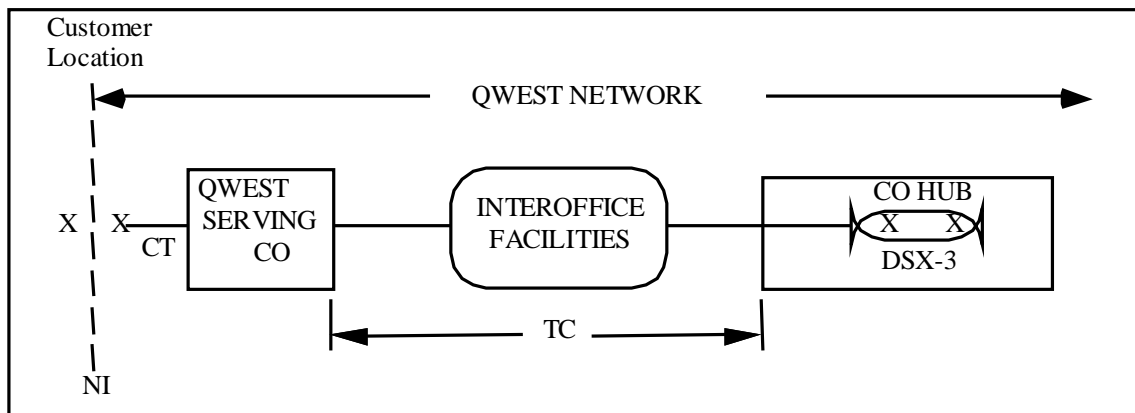 Customer
Location
QWEST NETWORK
QWEST
SERVING
CO
INTEROFFICE
FACILITIES
CO HUB
X
X
X
X
CT
DSX-3
TC
NI